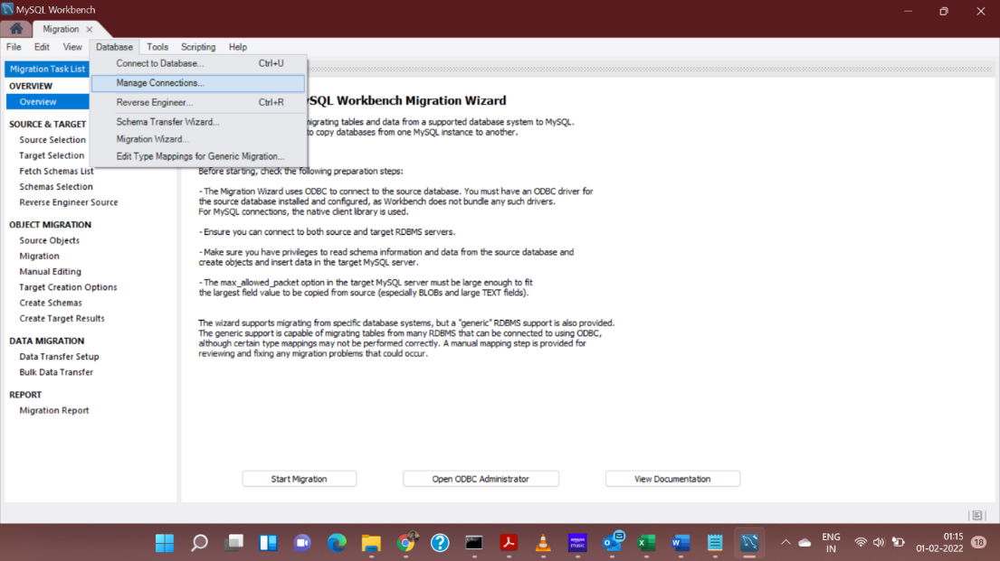 MySQL Workbench
Migration
File Edit View Database Tools Scripting Help
Connect to Database... Ctrl+U
Manage Connections...
Reverse Engineer... Ctrl+R
Schema Transfer Wizard...
Migration Wizard...
Edit Type Mappings for Generic Migration...
Migration Task List
OVERVIEW
Overview
SOURCE & TARGET
Source Selection
Target Selection
Fetch Schemas List
Schemas Selection
Reverse Engineer Source
OBJECT MIGRATION
Source Objects
Migration
Manual Editing
Target Creation Options
Create Schemas
Create Target Results
DATA MIGRATION
Data Transfer Setup
Bulk Data Transfer
REPORT
Migration Report
MySQL Workbench Migration Wizard
migrating tables and data from a supported database system to MySQL.
to copy databases from one MySQL instance to another.
Before starting, check the following preparation steps:
- The Migration Wizard uses ODBC to connect to the source database. You must have an ODBC driver for
the source database installed and configured, as Workbench does not bundle any such drivers.
For MySQL connections, the native client library is used.
- Ensure you can connect to both source and target RDBMS servers.
- Make sure you have privileges to read schema information and data from the source database and
create objects and insert data in the target MySQL server.
- The max_allowed_packet option in the target MySQL server must be large enough to fit
the largest field value to be copied from source (especially BLOBs and large TEXT fields).
The wizard supports migrating from specific database systems, but a "generic" RDBMS support is also provided.
The generic support is capable of migrating tables from many RDBMS that can be connected to using ODBC,
although certain type mappings may not be performed correctly. A manual mapping step is provided for
reviewing and fixing any migration problems that could occur.
Start Migration
Open ODBC Administrator
View Documentation
amazon music
ENG
IN
01:15
01-02-2022
18